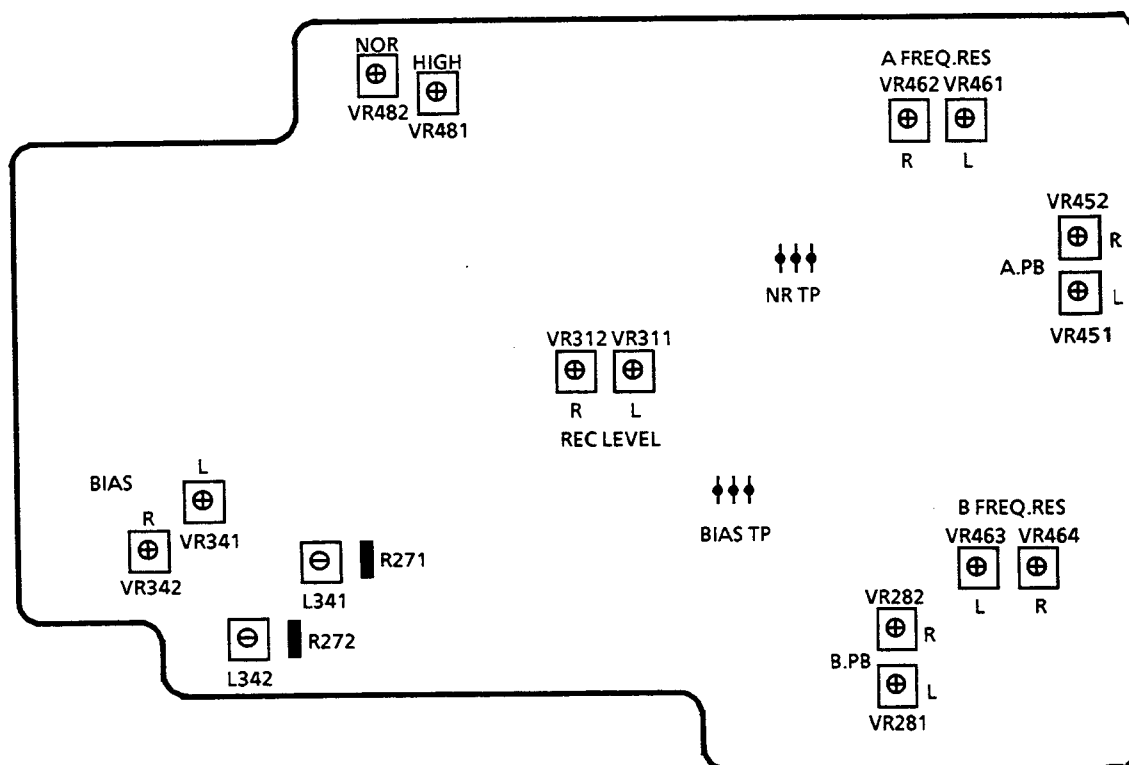 NOR
HIGH
VR482
VR481
A FREQ.RES
VR462 VR461
R L
VR452
R
A.PB
L
VR451
NR TP
VR312 VR311
R L
REC LEVEL
BIAS
L
R
VR341
VR342
R271
L341
R272
L342
BIAS TP
B FREQ.RES
VR463 VR464
L R
VR282
R
B.PB
L
VR281